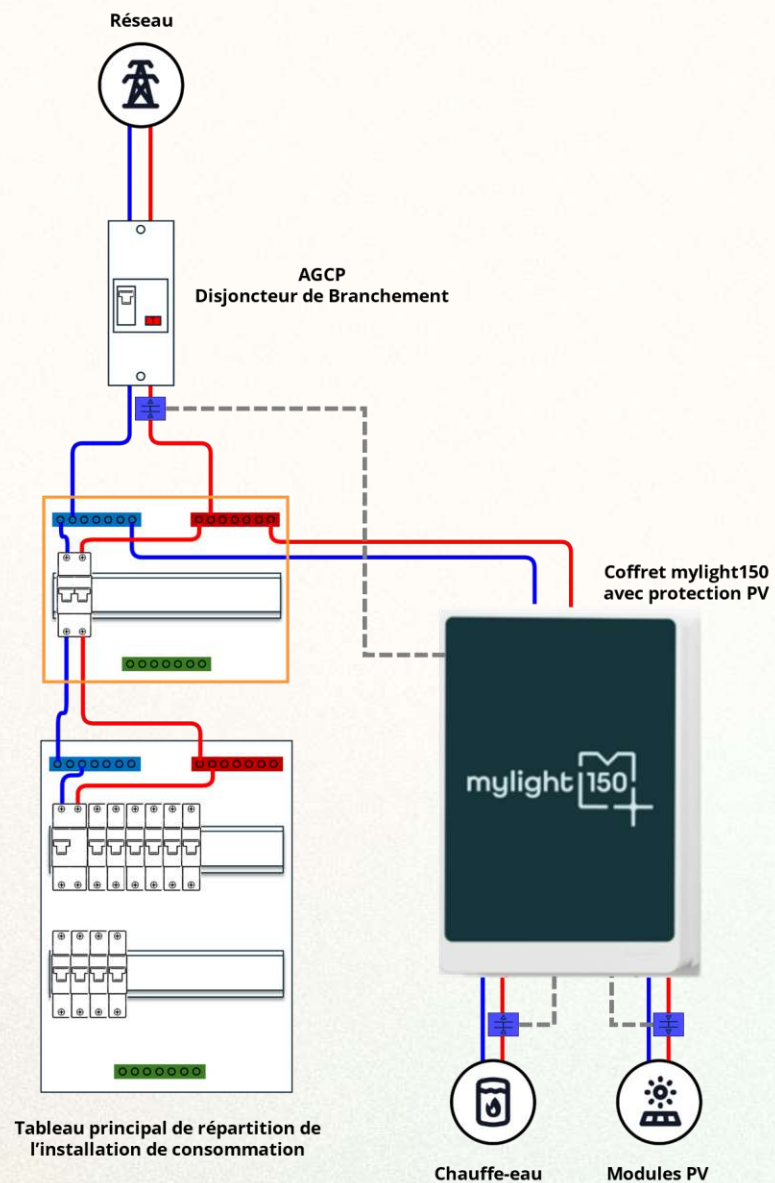 Réseau
AGCP
Disjoncteur de Branchement
Coffret mylight150
avec protection PV
mylight 150
Tableau principal de répartition de
l'installation de consommation
Chauffe-eau
Modules PV